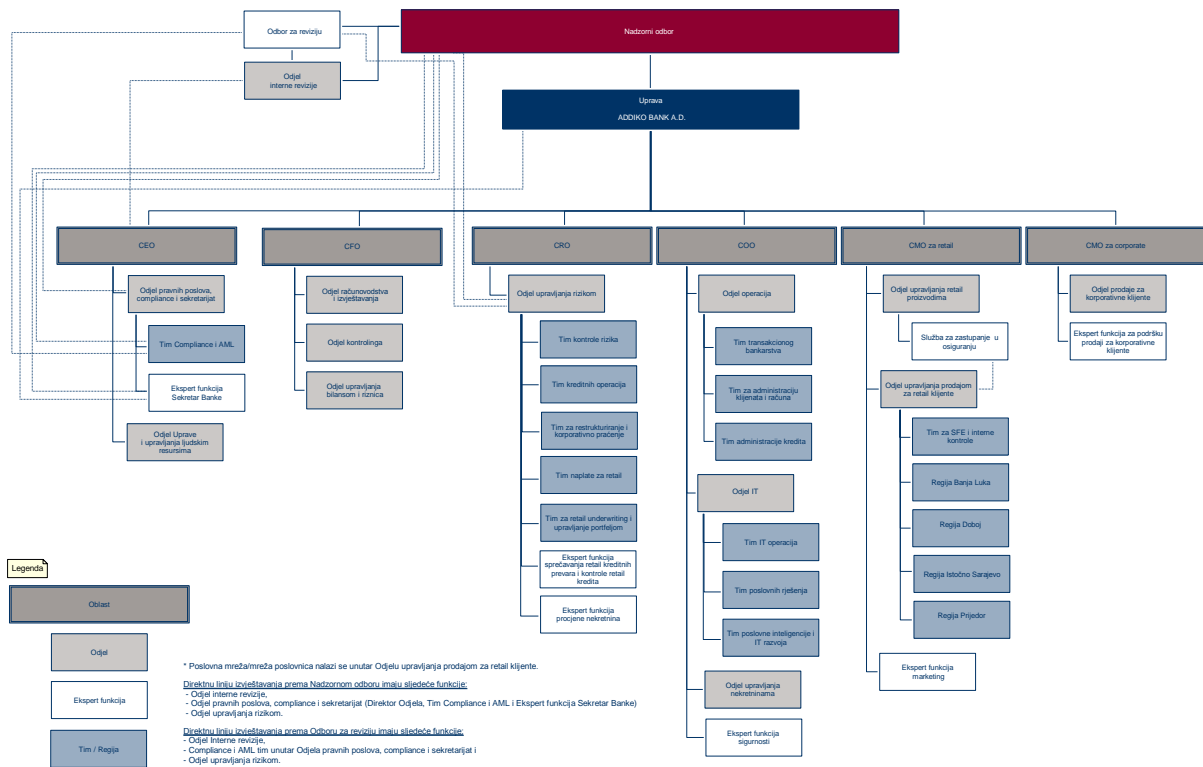 Odbor za reviziju
Nadzorni odbor
Odjel
interne revizije
Uprava
ADDIKO BANK A.D.
CEO
CFO
CRO
COO
CMO za retail
CMO za corporate
Odjel pravnih poslova,
compliance i sekretarijat
Tim Compliance i AML
Ekspert funkcija
Sekretar Banke
Odjel Uprave
i upravljanja ljudskim
resursima
Odjel računovodstva
i izvještavanja
Odjel kontrolinga
Odjel upravljanja
bilansom i riznica
Odjel upravljanja rizikom
Tim kontrole rizika
Tim kreditnih operacija
Tim za restrukturiranje i
korporativno praćenje
Tim naplate za retail
Tim za retail underwriting i
upravljanje portfeljom
Ekspert funkcija
sprečavanja retail kreditnih
prevara i kontrole retail
kredita
Ekspert funkcija
procjene nekretnina
Odjel operacija
Tim transakcionog
bankarstva
Tim za administraciju
klijenata i računa
Tim administracije kredita
Odjel IT
Tim IT operacija
Tim poslovnih rješenja
Tim poslovne inteligencije i
IT razvoja
Odjel upravljanja
nekretninama
Ekspert funkcija
sigurnosti
Odjel upravljanja retail
proizvodima
Služba za zastupanje u
osiguranju
Odjel upravljanja prodajom
za retail klijente
Tim za SFE i interne
kontrole
Regija Banja Luka
Regija Doboj
Regija Istočno Sarajevo
Regija Prijedor
Ekspert funkcija
marketing
Odjel prodaje za
korporativne klijente
Ekspert funkcija za podršku
prodaji za korporativne
klijente
Legenda
Oblast
Odjel
Ekspert funkcija
Tim / Regija
* Poslovna mreža/mreža poslovnica nalazi se unutar Odjelu upravljanja prodajom za retail klijente.
Direktnu liniju izvještavanja prema Nadzornom odboru imaju sljedeće funkcije:
- Odjel interne revizije,
- Odjel pravnih poslova, compliance i sekretarijat (Direktor Odjela, Tim Compliance i AML i Ekspert funkcija Sekretar Banke)
- Odjel upravljanja rizikom.
Direktnu liniju izvještavanja prema Odboru za reviziju imaju sljedeće funkcije:
- Odjel Interne revizije,
- Compliance i AML tim unutar Odjela pravnih poslova, compliance i sekretarijat i
- Odjel upravljanja rizikom.